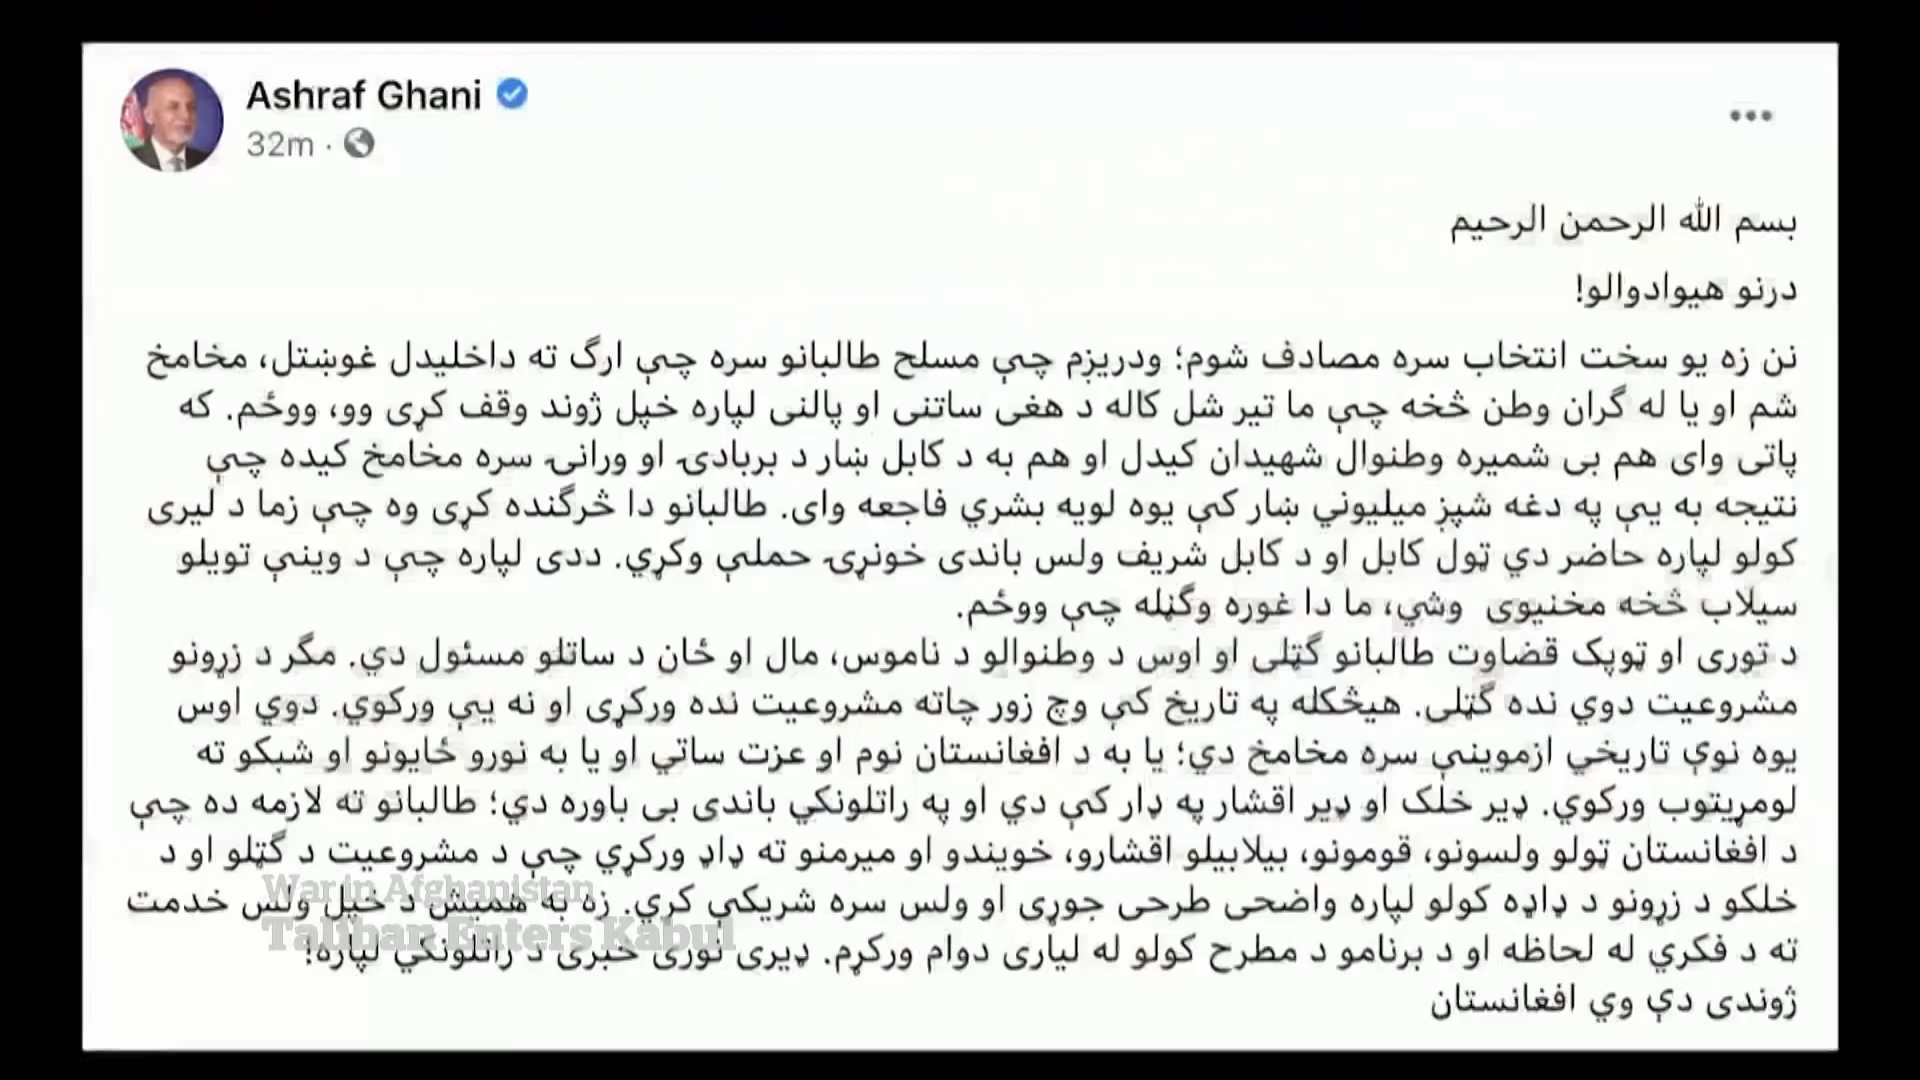 Ashraf Ghani
32m ·
بسم الله الرحمن الرحیم
درنو هیوادوالو!
نن زه یو سخت انتخاب سره مصادف شوم؛ ودریږم چې مسلح طالبانو سره چې ارګ ته داخلیدل غوښتل، مخامخ
شم او یا له گران وطن څخه چې ما تیر شل کاله د هغی ساتنی او پالنی لپاره خپل ژوند وقف کړی وو، ووځم. که
پاتی وای هم بی شمیره وطنوال شهیدان کیدل او هم به د کابل ښار د بربادۍ او ورانۍ سره مخامخ کیده چې
نتیجه به یې په دغه شپږ میلیوني ښار کې یوه لویه بشري فاجعه وای. طالبانو دا څرګنده کړی وه چې زما د لیری
کولو لپاره حاضر دي ټول کابل او د کابل شریف ولس باندی خونړۍ حملې وکړي. ددی لپاره چې د وینې تویلو
سیلاب څخه مخنیوی وشي، ما دا غوره وګڼله چې ووځم.
د توری او ټوپک قضاوت طالبانو ګټلی او اوس د وطنوالو د ناموس، مال او ځان د ساتلو مسئول دي. مگر د زړونو
مشروعیت دوي نده ګټلی. هیڅکله په تاریخ کې وچ زور چاته مشروعیت نده ورکړی او نه یې ورکوي. دوي اوس
یوه نوې تاریخي ازموینې سره مخامخ دي؛ یا به د افغانستان نوم او عزت ساتي او یا به نورو ځایونو او شبکو ته
لومړیتوب ورکوي. ډیر خلک او ډیر اقشار په ډار کې دي او په راتلونکي باندی بی باوره دي؛ طالبانو ته لازمه ده چې
د افغانستان ټولو ولسونو، قومونو، بیلابیلو اقشارو، خویندو او میرمنو ته ډاډ ورکړي چې د مشروعیت د ګټلو او د
خلکو د زړونو د ډاډه کولو لپاره واضحی طرحی جوړی او ولس سره شریکې کړي. زه به همیش د خپل ولس خدمت
ته د فکري له لحاظه او د برنامو د مطرح کولو له لیاری دوام ورکړم. ډیری نوری خبری د راتلونکي لپاره!
ژوندی دې وي افغانستان
War in Afghanistan
Taliban Enters Kabul